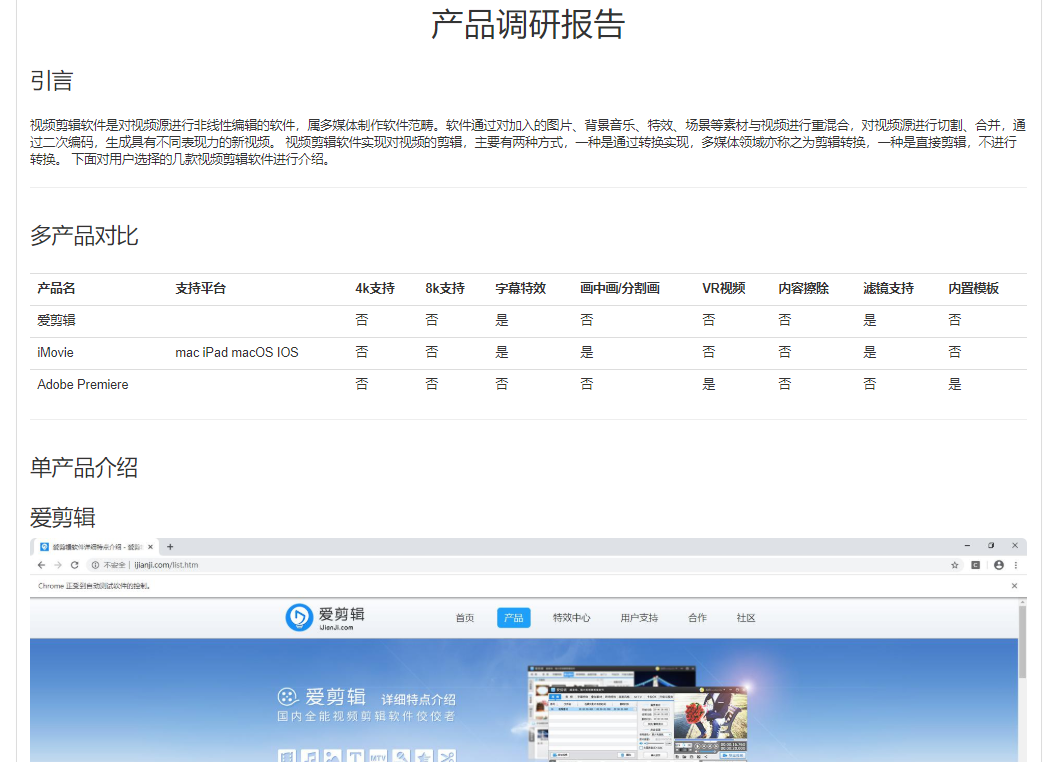 产品调研报告
引言
视频剪辑软件是对视频源进行非线性编辑的软件，属多媒体制作软件范畴。软件通过对加入的图片、背景音乐、特效、场景等素材与视频进行重混合，对视频源进行切割、合并，通
过二次编码，生成具有不同表现力的新视频。 视频剪辑软件实现对视频的剪辑，主要有两种方式，一种是通过转换实现，多媒体领域亦称之为剪辑转换，一种是直接剪辑，不进行
转换。 下面对用户选择的几款视频剪辑软件进行介绍。
多产品对比
产品名 支持平台 4k支持 8k支持 字幕特效 画中画/分割画 VR视频 内容擦除 滤镜支持 内置模板
爱剪辑 否 否 是 否 否 否 是 否
iMovie mac iPad macOS IOS 否 否 是 是 否 否 是 否
Adobe Premiere 否 否 否 否 是 否 否 是
单产品介绍
爱剪辑
爱剪辑软件详细特点介绍 - 爱剪
不安全 | ijianji.com/list.htm
Chrome 正受到自动测试软件的控制。
爱剪辑
iJianJi.com
首页 产品 特效中心 用户支持 合作 社区
爱剪辑 详细特点介绍
国内全能视频剪辑软件佼佼者
MTV